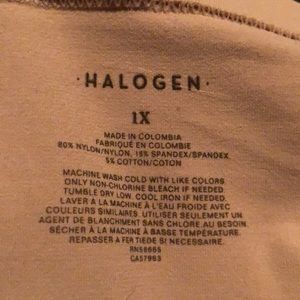 · HALOGEN ·
1X
MADE IN COLOMBIA
FABRIQUÉ EN COLOMBIE
80% NYLON/NYLON, 15% SPANDEX/SPANDEX,
5% COTTON/COTON
MACHINE WASH COLD WITH LIKE COLORS
ONLY NON-CHLORINE BLEACH IF NEEDED
TUMBLE DRY LOW. COOL IRON IF NEEDED
LAVER À LA MACHINE À L'EAU FROIDE AVEC
COULEURS SIMILAIRES. UTILISER SEULEMENT UN
AGENT DE BLANCHIMENT SANS CHLORE AU BESOIN.
SÉCHER À LA MACHINE À BASSE TEMPÉRATURE.
REPASSER À FER TIEDE SI NECESSAIRE.